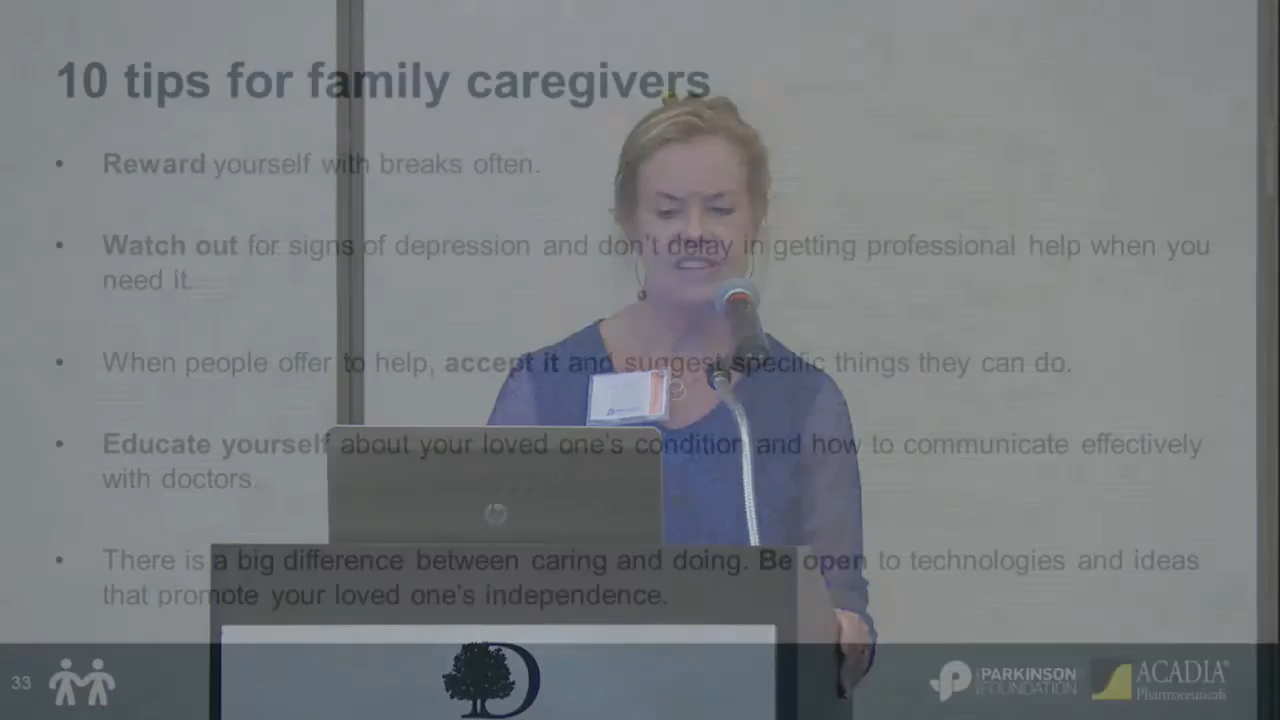 10 tips for family caregivers
• Reward yourself with breaks often.
• Watch out for signs of depression and don't delay in getting professional help when you
need it.
• When people offer to help, accept it and suggest specific things they can do.
• Educate yourself about your loved one's condition and how to communicate effectively
with doctors.
• There is a big difference between caring and doing. Be open to technologies and ideas
that promote your loved one's independence.
33
PARKINSON
FOUNDATION
ACADIA®
Pharmaceuticals
hp
D